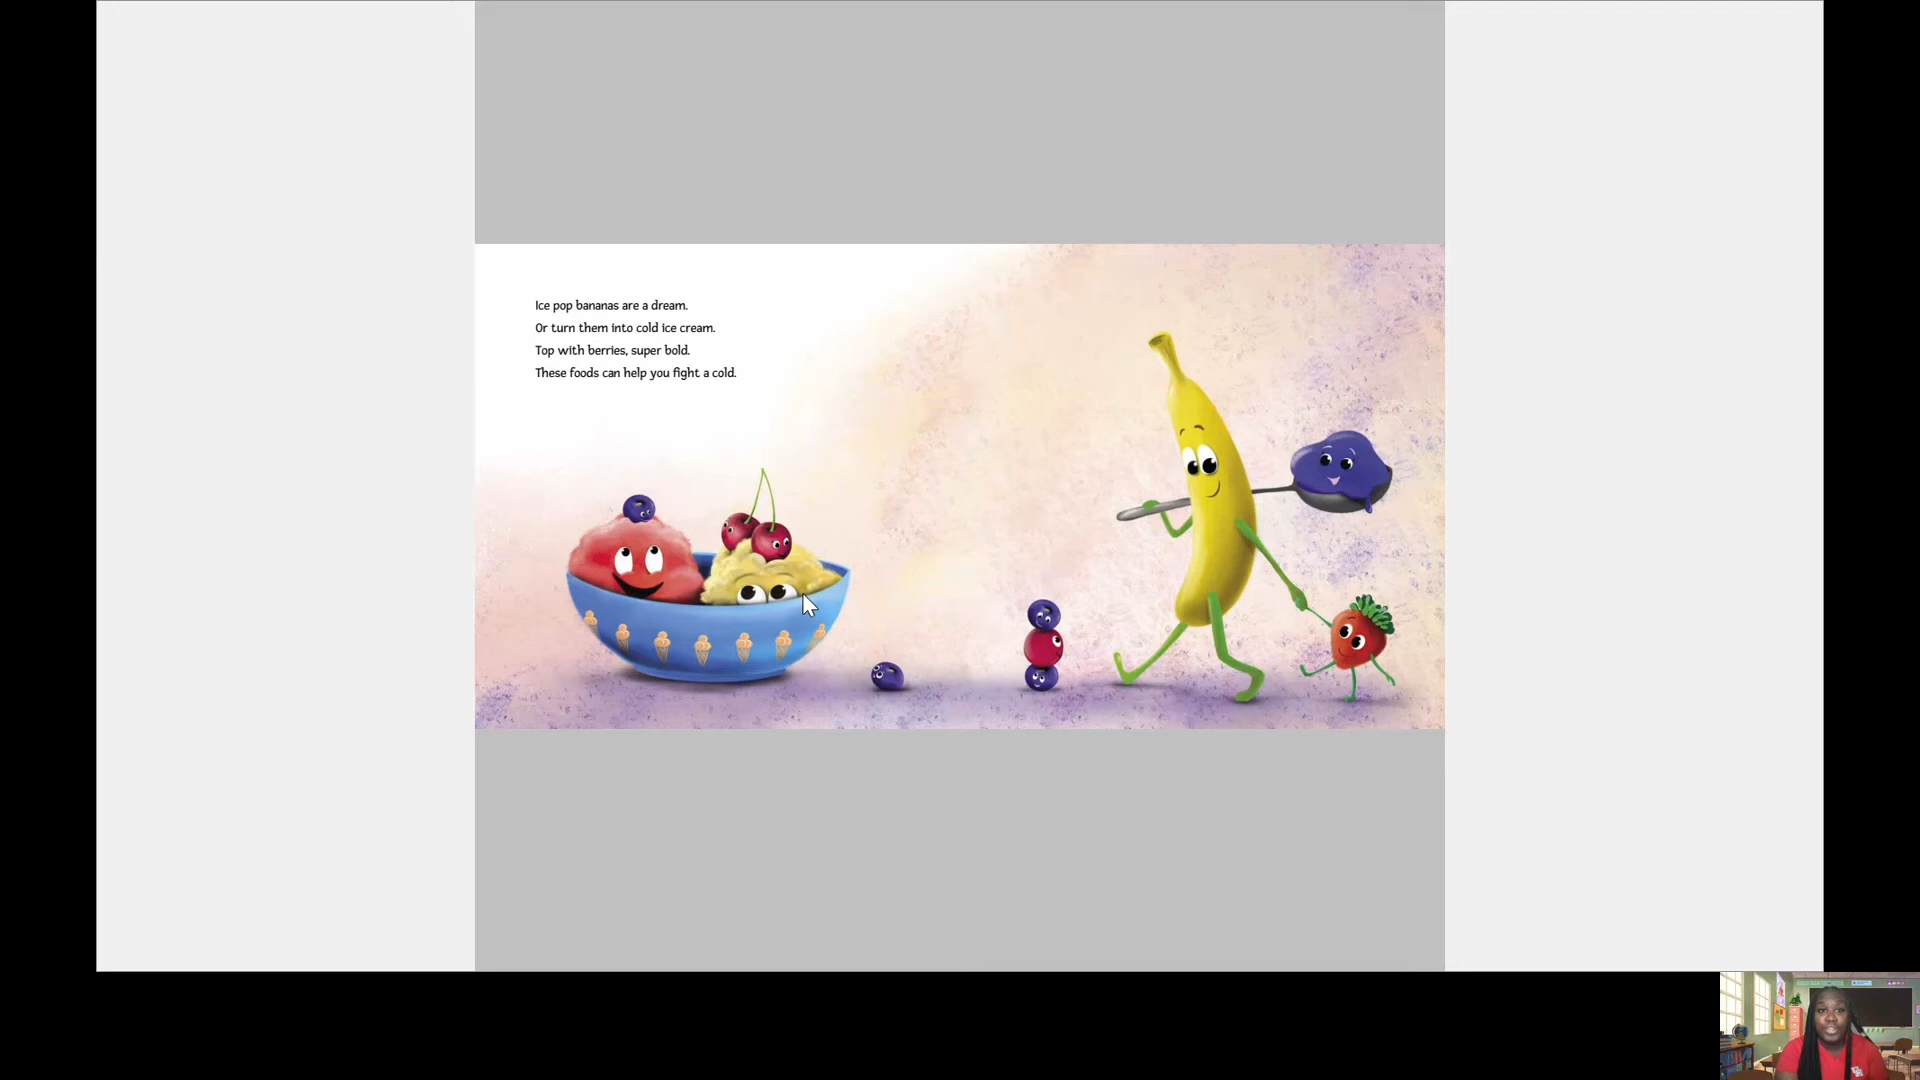 Ice pop bananas are a dream.
Or turn them into cold ice cream.
Top with berries, super bold.
These foods can help you fight a cold.